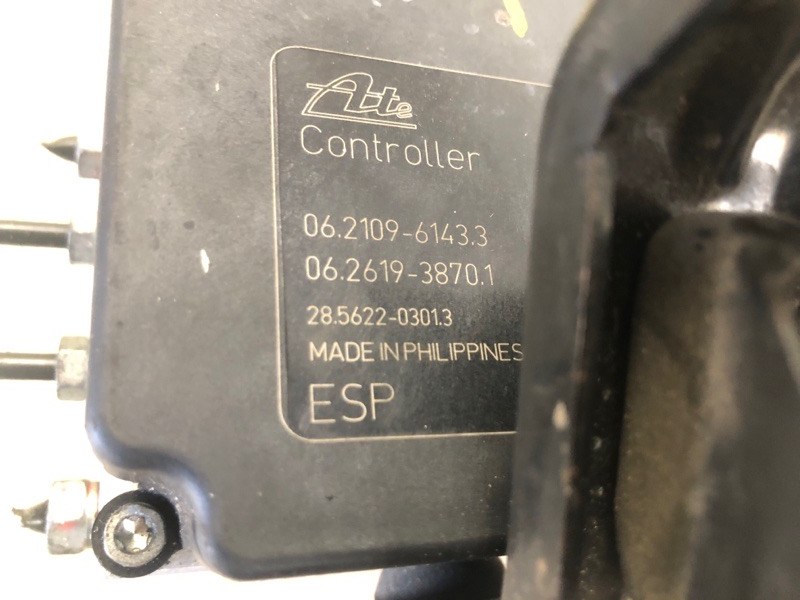 Ate
Controller
06.2109-6143.3
06.2619-3870.1
28.5622-0301.3
MADE IN PHILIPPINES
ESP